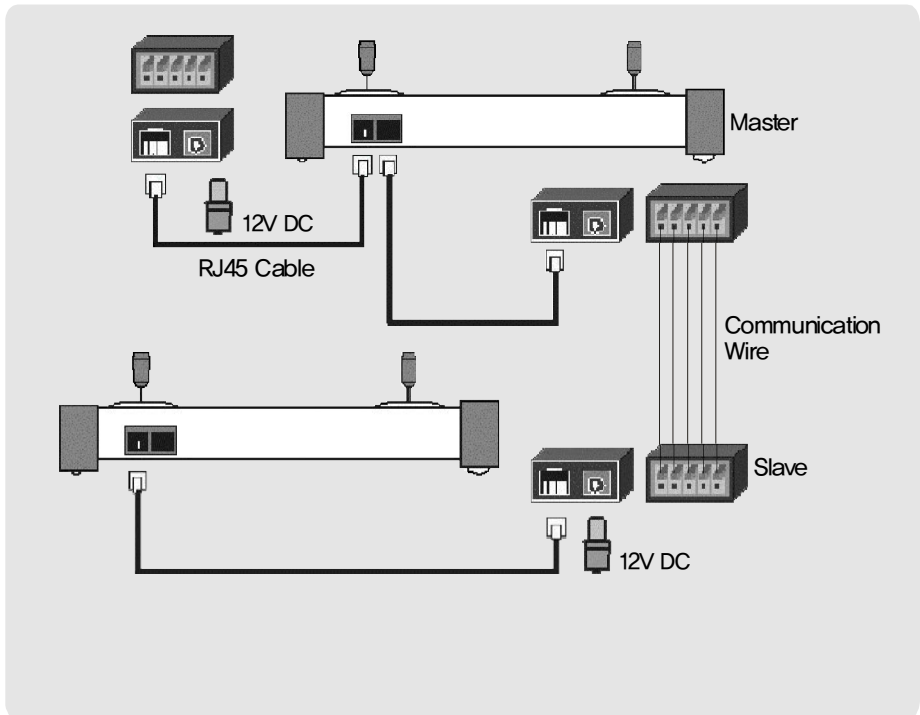 Master
12V DC
RJ45 Cable
Communication
Wire
Slave
12V DC